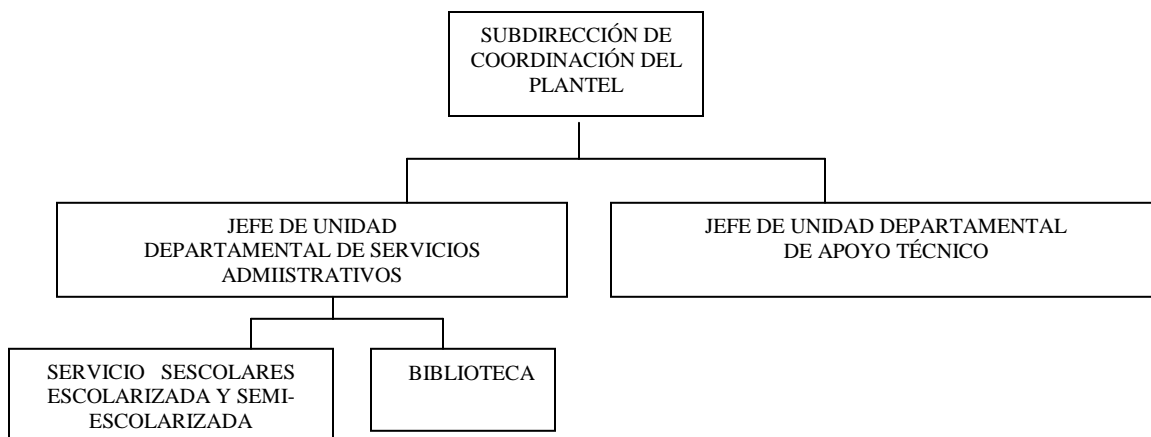 SUBDIRECCIÓN DE
COORDINACIÓN DEL
PLANTEL
JEFE DE UNIDAD
DEPARTAMENTAL DE SERVICIOS
ADMIISTRATIVOS
JEFE DE UNIDAD DEPARTAMENTAL
DE APOYO TÉCNICO
SERVICIO SESCOLARES
ESCOLARIZADA Y SEMI-
ESCOLARIZADA
BIBLIOTECA